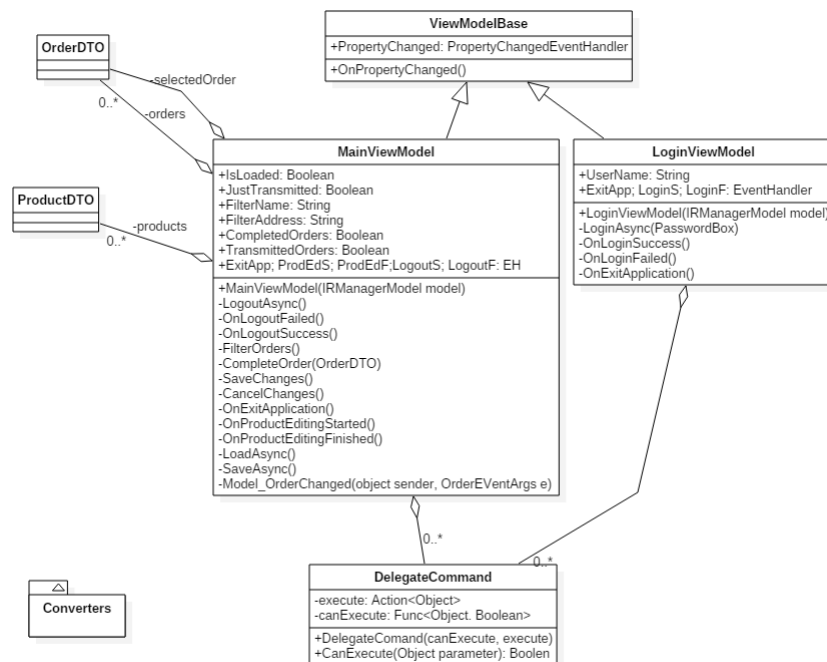 ViewModelBase
+PropertyChanged: PropertyChangedEventHandler
+OnPropertyChanged()
OrderDTO
-selectedOrder
0..*
-orders
ProductDTO
-products
0..*
MainViewModel
+IsLoaded: Boolean
+JustTransmitted: Boolean
+FilterName: String
+FilterAddress: String
+CompletedOrders: Boolean
+TransmittedOrders: Boolean
+ExitApp; ProdEdS; ProdEdF;LogoutS; LogoutF: EH
+MainViewModel(IRManagerModel model)
-LogoutAsync()
-OnLogoutFailed()
-OnLogoutSuccess()
-FilterOrders()
-CompleteOrder(OrderDTO)
-SaveChanges()
-CancelChanges()
-OnExitApplication()
-OnProductEditingStarted()
-OnProductEditingFinished()
-LoadAsync()
-SaveAsync()
-Model_OrderChanged(object sender, OrderEVentArgs e)
LoginViewModel
+UserName: String
+ExitApp; LoginS; LoginF: EventHandler
+LoginViewModel(IRManagerModel model)
-LoginAsync(PasswordBox)
-OnLoginSuccess()
-OnLoginFailed()
-OnExitApplication()
0..*
0..*
DelegateCommand
-execute: Action<Object>
-canExecute: Func<Object. Boolean>
+DelegateComand(canExecute, execute)
+CanExecute(Object parameter): Boolen
Converters